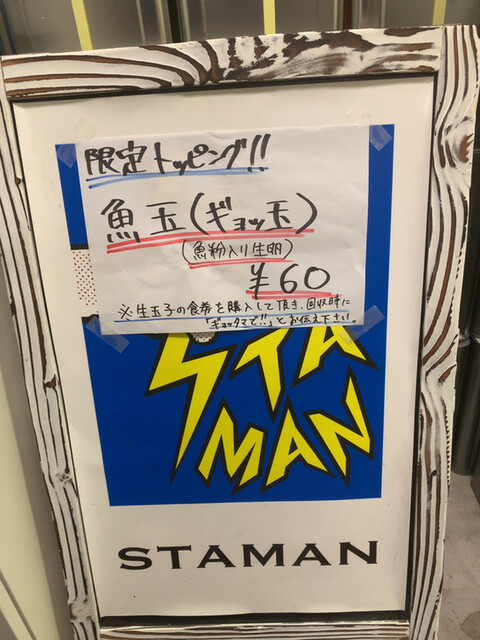 限定トッピング!!
魚玉(ギョッ玉)
(魚粉入り生玉)
¥60
※生玉子の食券を購入して頂き、回収時に
「ギョッタマで!!」とお伝え下さい。
STA
MAN
STAMAN